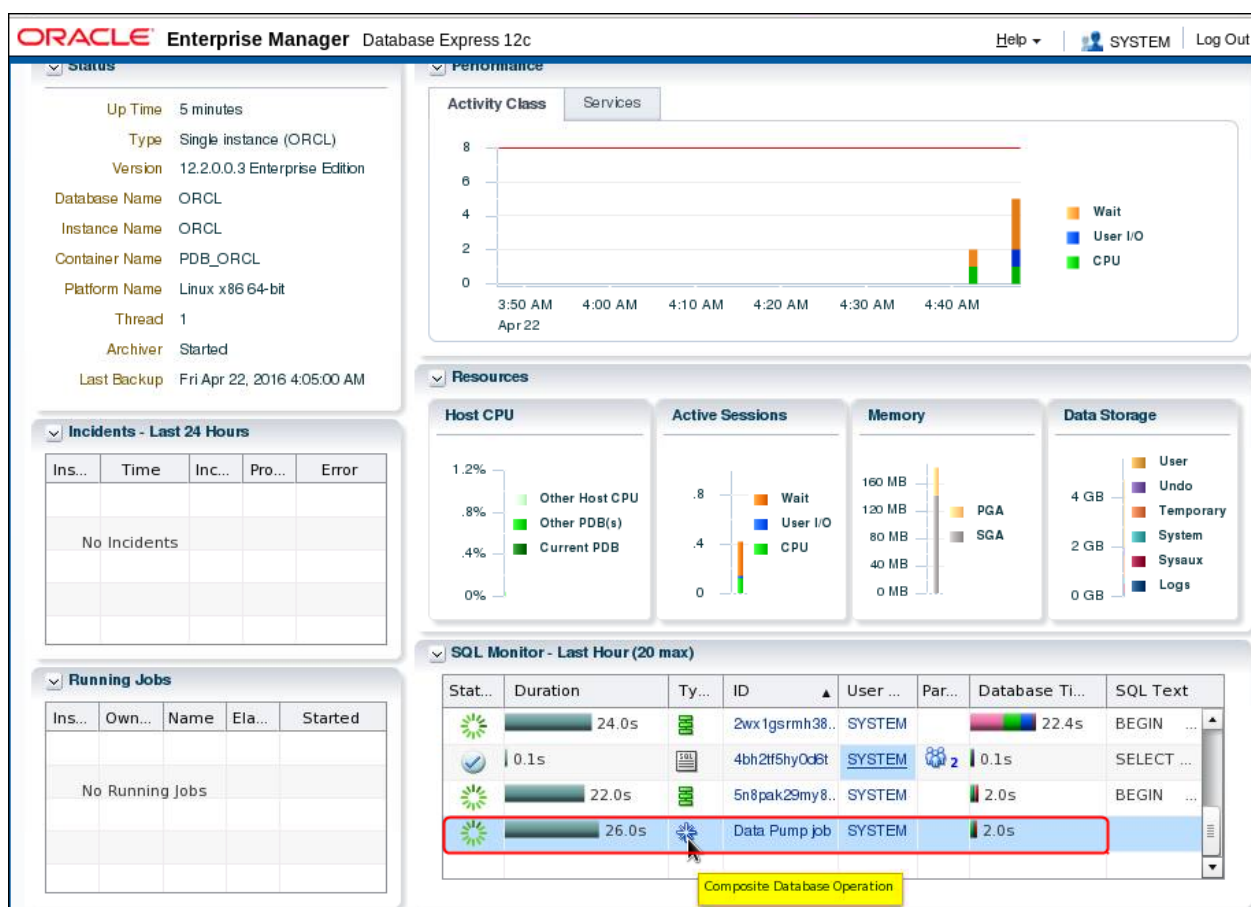 ORACLE Enterprise Manager Database Express 12c
Help SYSTEM Log Out
Status
Up Time 5 minutes
Type Single instance (ORCL)
Version 12.2.0.0.3 Enterprise Edition
Database Name ORCL
Instance Name ORCL
Container Name PDB_ORCL
Platform Name Linux x86 64-bit
Thread 1
Archiver Started
Last Backup Fri Apr 22, 2016 4:05:00 AM
Incidents - Last 24 Hours
Ins... Time Inc... Pro... Error
No Incidents
Running Jobs
Ins... Own... Name Ela... Started
No Running Jobs
Performance
Activity Class Services
8
6
4
2
0
3:50 AM 4:00 AM 4:10 AM 4:20 AM 4:30 AM 4:40 AM
Apr 22
Wait
User I/O
CPU
Resources
Host CPU
1.2%
.8%
.4%
0%
Other Host CPU
Other PDB(s)
Current PDB
Active Sessions
.8
.4
0
Wait
User I/O
CPU
Memory
160 MB
120 MB
80 MB
40 MB
0 MB
PGA
SGA
Data Storage
4 GB
2 GB
0 GB
User
Undo
Temporary
System
Sysaux
Logs
SQL Monitor - Last Hour (20 max)
Stat... Duration Ty... ID User ... Par... Database Ti... SQL Text
24.0s 2wx1gsrmh38.. SYSTEM 22.4s BEGIN ...
0.1s SQL 4bh2tf5hy0d6t SYSTEM 2 0.1s SELECT ...
22.0s 5n8pak29my8.. SYSTEM 2.0s BEGIN ...
26.0s Data Pump job SYSTEM 2.0s
Composite Database Operation